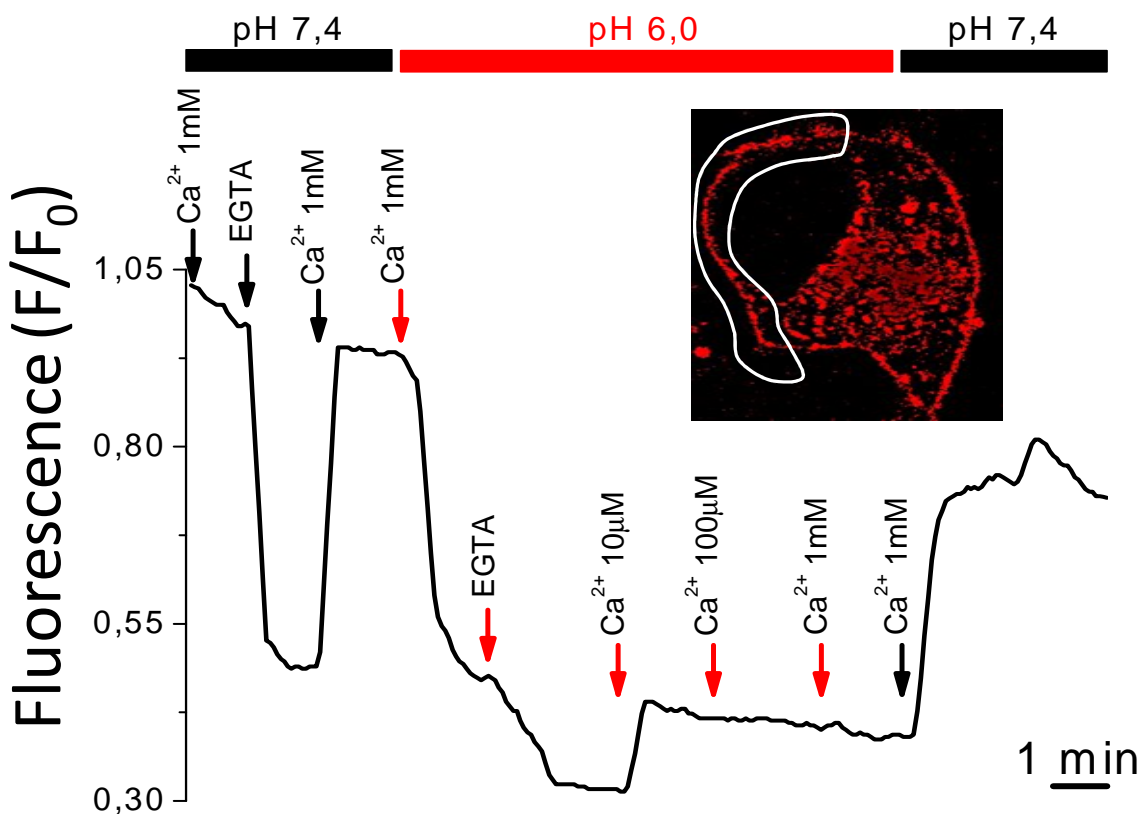 pH 7,4
pH 6,0
pH 7,4
Ca²⁺ 1mM
EGTA
Ca²⁺ 1mM
Ca²⁺ 1mM
Fluorescence (F/F₀)
1,05
0,80
0,55
0,30
EGTA
Ca²⁺ 10μM
Ca²⁺ 100μM
Ca²⁺ 1mM
Ca²⁺ 1mM
1 min